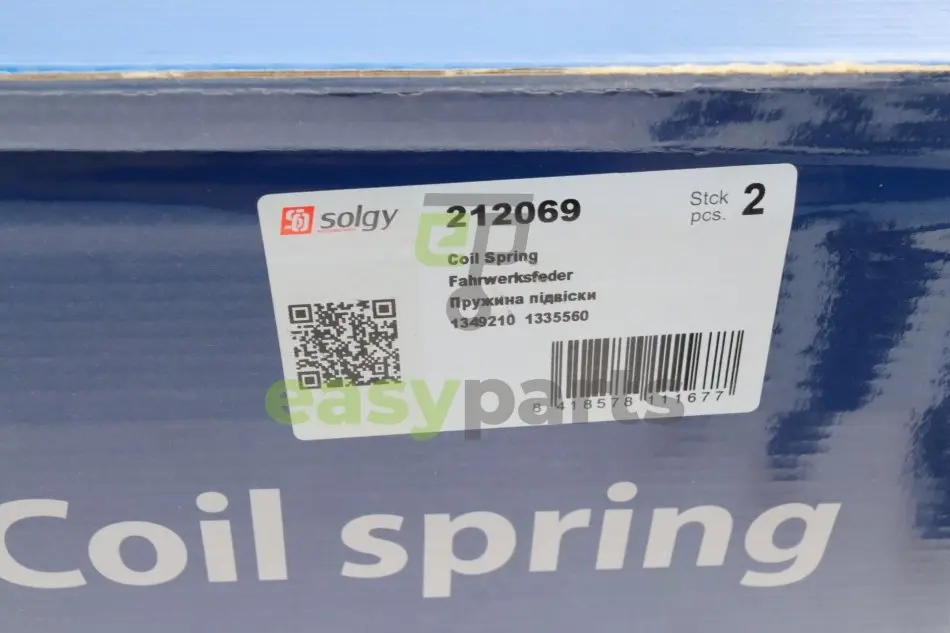 solgy
212069
Stck
pcs. 2
Coil Spring
Fahrwerksfeder
Пружина підвіски
1349210 1335560
8 418578 111677
easyparts
Coil spring